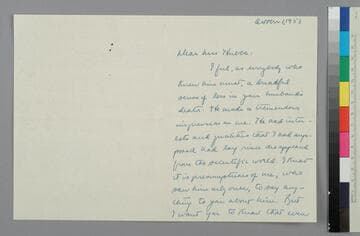 Dear Mrs
I feel, as everybody who
knew him must, a dreadful
sense of loss in your husband's
death. He made a tremendous
impression on me. He had inter-
ests and qualities that I had sup-
posed had long since disappeared
from the scientific world. I know
it is presumptuous of me, who
saw him only once, to say any-
thing to you about him. But
I want you to know that even